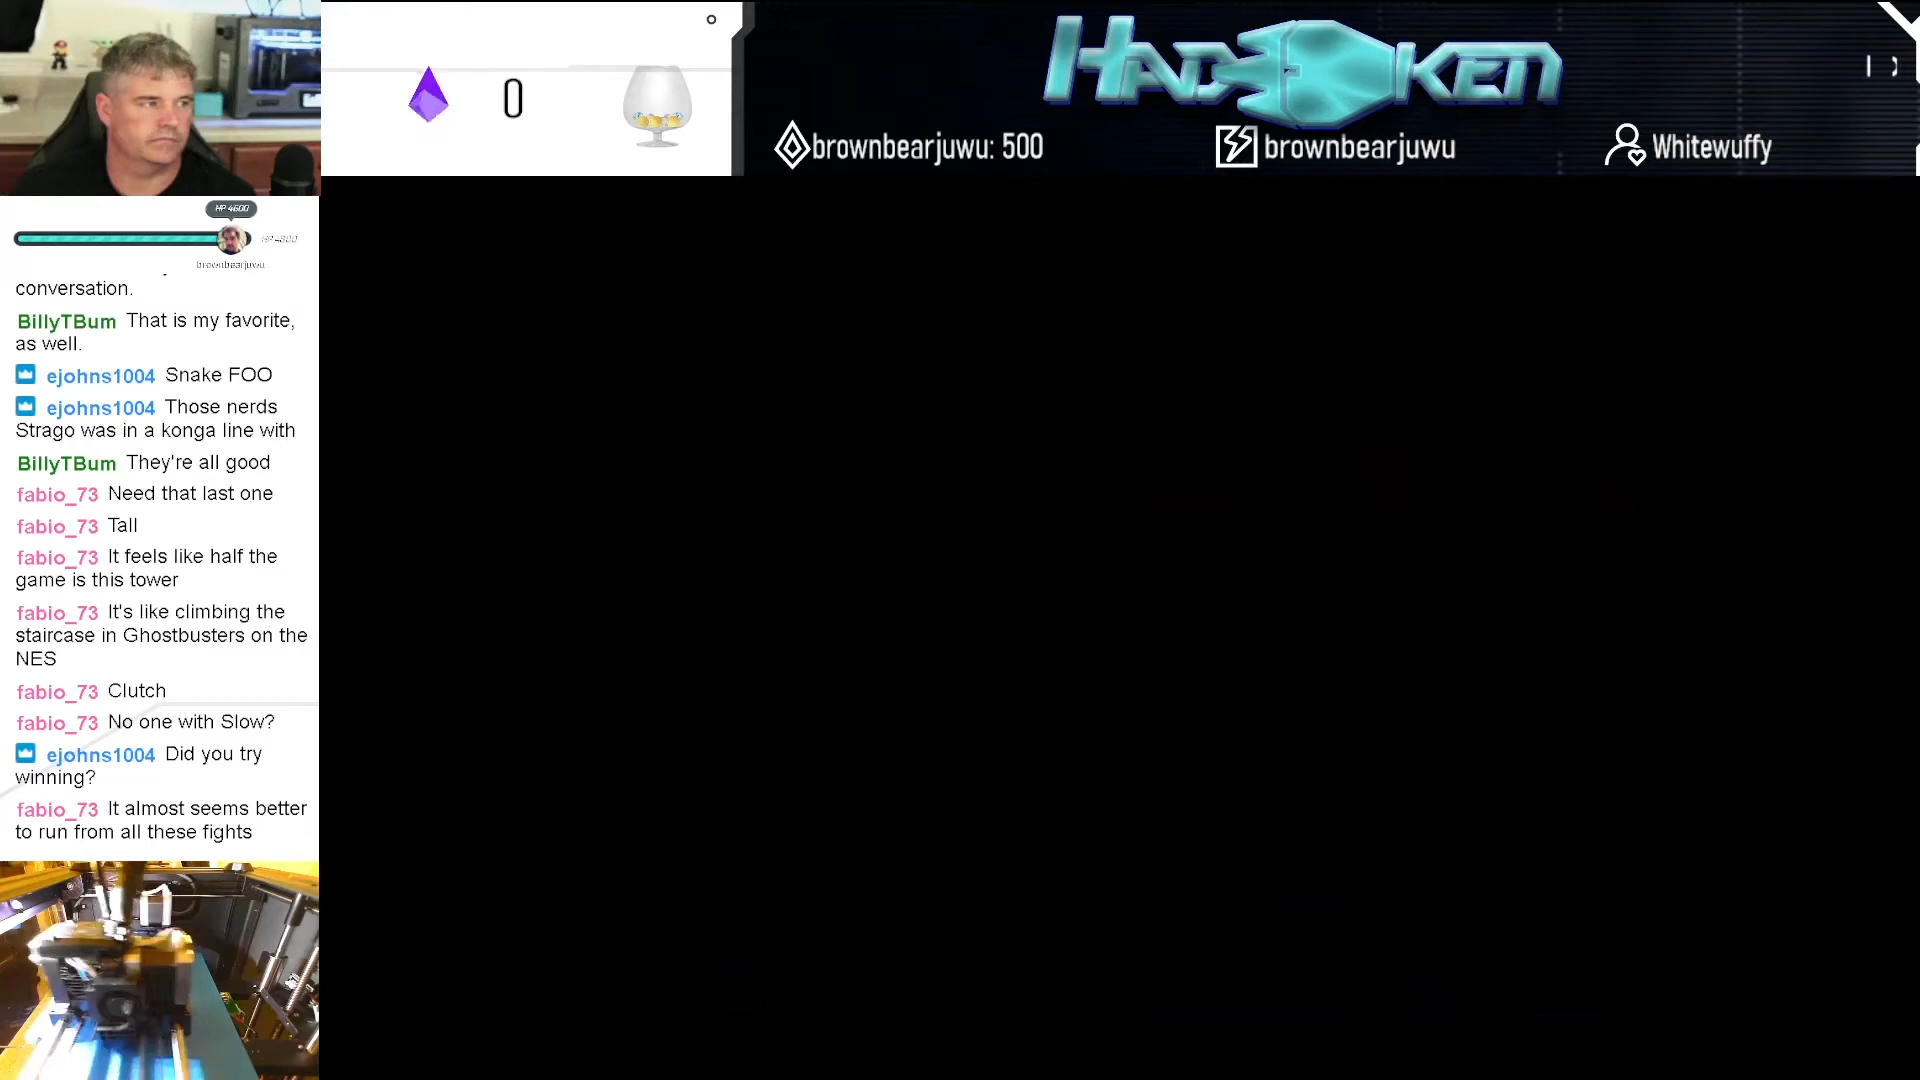 0
HADOKEN
brownbearjuwu: 500
brownbearjuwu
Whitewuffy
HP 4600
HP 4800
brownbearjuwu
conversation.
BillyTBum That is my favorite,
as well.
ejohns1004 Snake FOO
ejohns1004 Those nerds
Strago was in a konga line with
BillyTBum They're all good
fabio_73 Need that last one
fabio_73 Tall
fabio_73 It feels like half the
game is this tower
fabio_73 It's like climbing the
staircase in Ghostbusters on the
NES
fabio_73 Clutch
fabio_73 No one with Slow?
ejohns1004 Did you try
winning?
fabio_73 It almost seems better
to run from all these fights